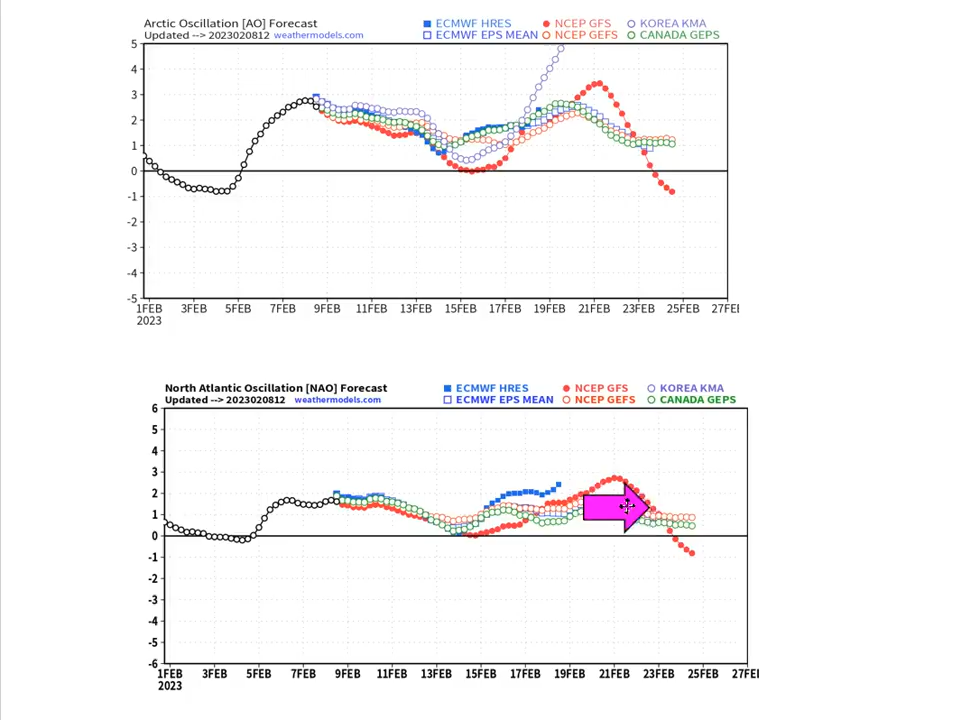 Arctic Oscillation [AO] Forecast
Updated --> 2023020812 weathermodels.com
ECMWF HRES NCEP GFS KOREA KMA
ECMWF EPS MEAN NCEP GEFS CANADA GEPS
5
4
3
2
1
0
-1
-2
-3
-4
-5
1FEB 3FEB 5FEB 7FEB 9FEB 11FEB 13FEB 15FEB 17FEB 19FEB 21FEB 23FEB 25FEB 27FE
2023
North Atlantic Oscillation [NAO] Forecast
Updated --> 2023020812 weathermodels.com
ECMWF HRES NCEP GFS KOREA KMA
ECMWF EPS MEAN NCEP GEFS CANADA GEPS
6
5
4
3
2
1
0
-1
-2
-3
-4
-5
-6
1FEB 3FEB 5FEB 7FEB 9FEB 11FEB 13FEB 15FEB 17FEB 19FEB 21FEB 23FEB 25FEB 27FE
2023